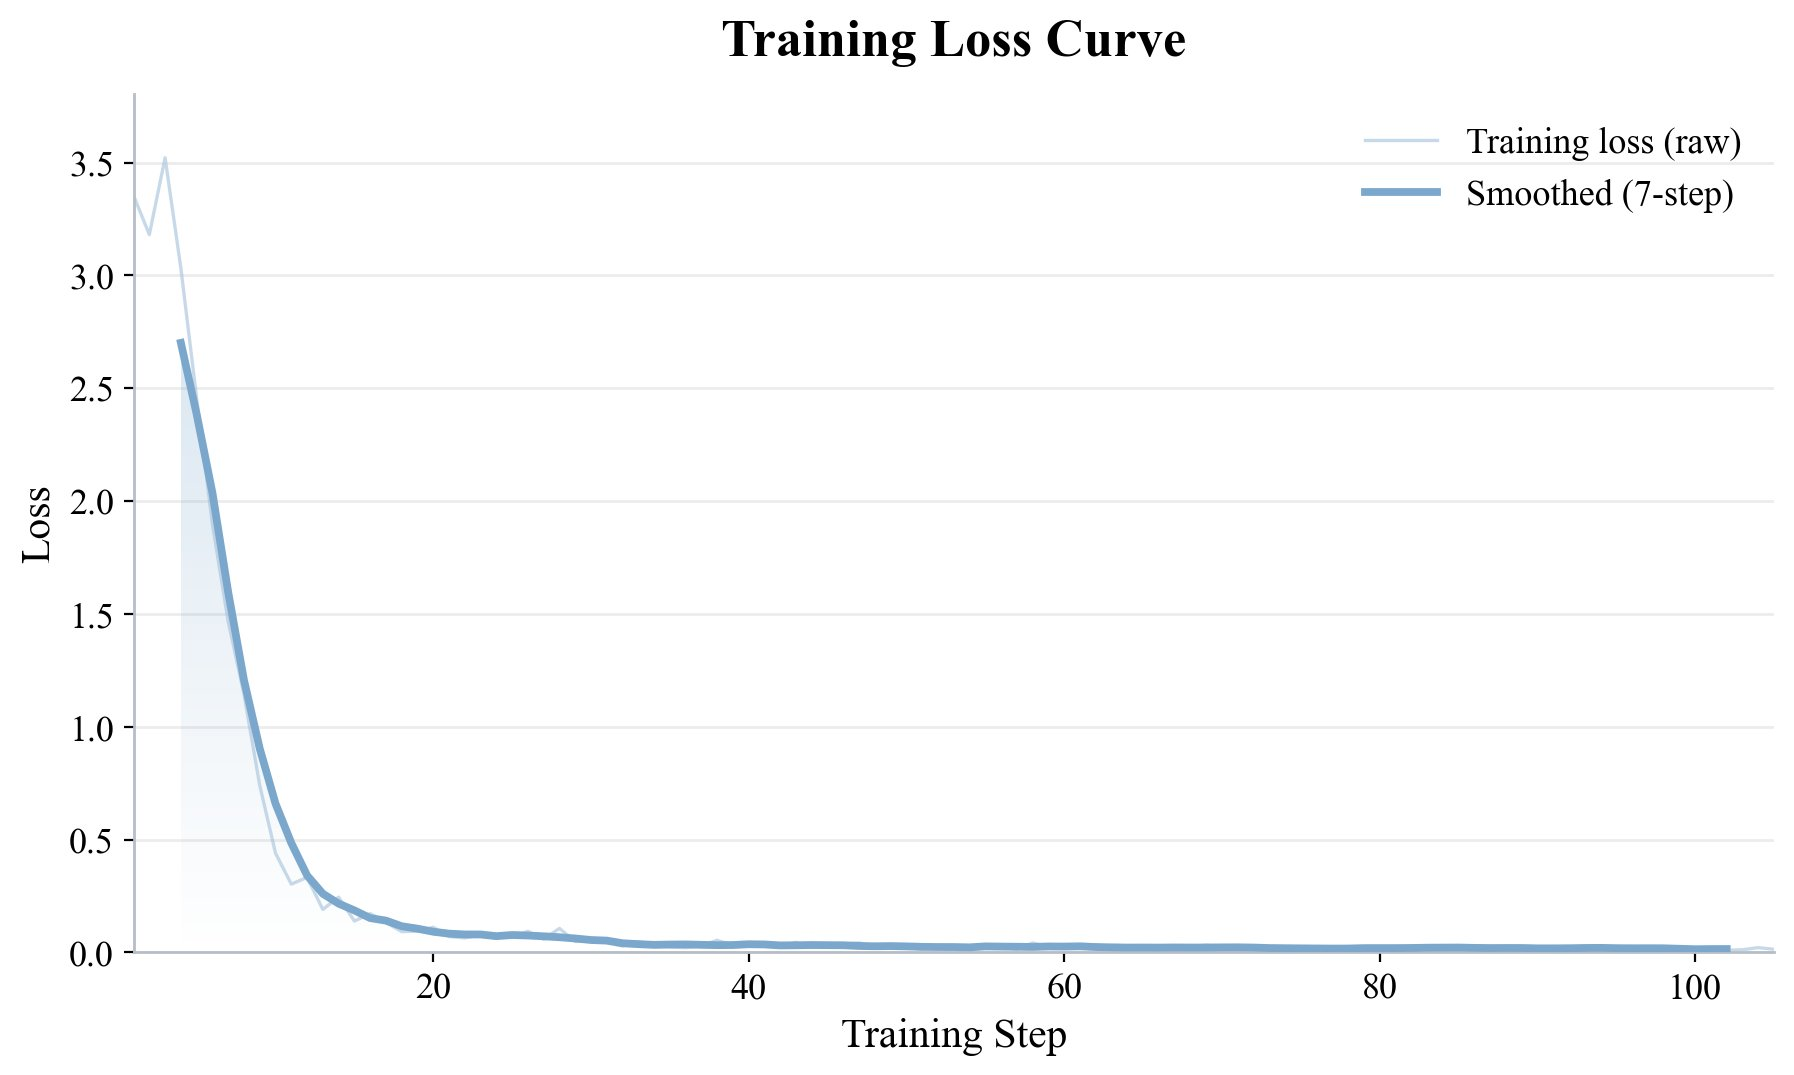 Training Loss Curve
Training loss (raw)
Smoothed (7-step)
3.5
3.0
2.5
2.0
1.5
1.0
0.5
0.0
Loss
20 40 60 80 100
Training Step